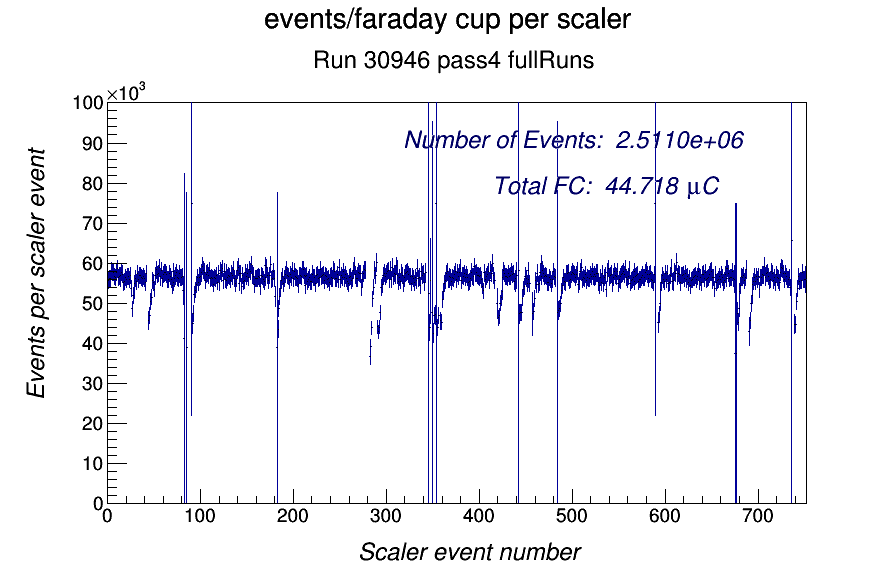 events/faraday cup per scaler
Run 30946 pass4 fullRuns
×10³
100
90
80
70
60
50
40
30
20
10
0
Events per scaler event
Number of Events: 2.5110e+06
Total FC: 44.718 μC
0 100 200 300 400 500 600 700
Scaler event number